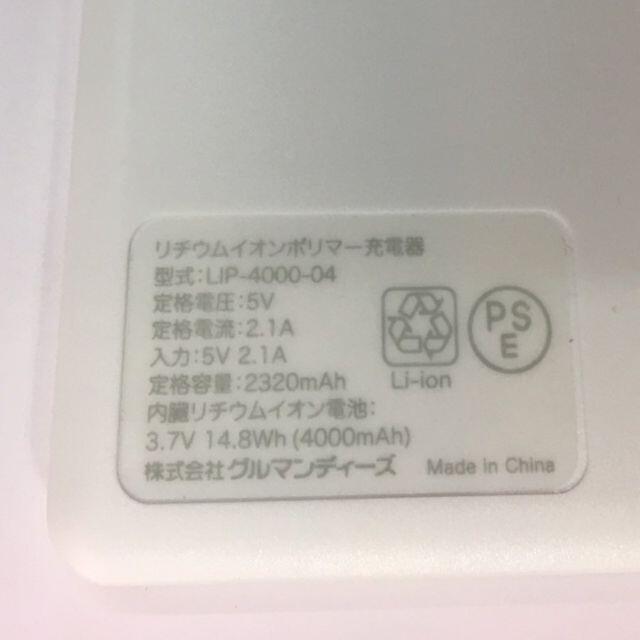 リチウムイオンポリマー充電器
型式:LIP-4000-04
定格電圧:5V
定格電流:2.1A
入力:5V 2.1A
定格容量:2320mAh
内臓リチウムイオン電池:
3.7V 14.8Wh (4000mAh)
株式会社グルマンディーズ
Made in China
Li-ion
PS
E